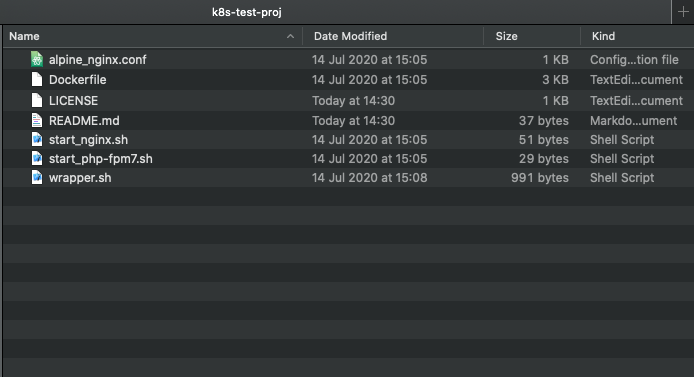 k8s-test-proj
Name Date Modified Size Kind
alpine_nginx.conf 14 Jul 2020 at 15:05 1 KB Config...tion file
Dockerfile 14 Jul 2020 at 15:05 3 KB TextEdi...cument
LICENSE Today at 14:30 1 KB TextEdi...cument
README.md Today at 14:30 37 bytes Markdo...ument
start_nginx.sh 14 Jul 2020 at 15:05 51 bytes Shell Script
start_php-fpm7.sh 14 Jul 2020 at 15:05 29 bytes Shell Script
wrapper.sh 14 Jul 2020 at 15:08 991 bytes Shell Script